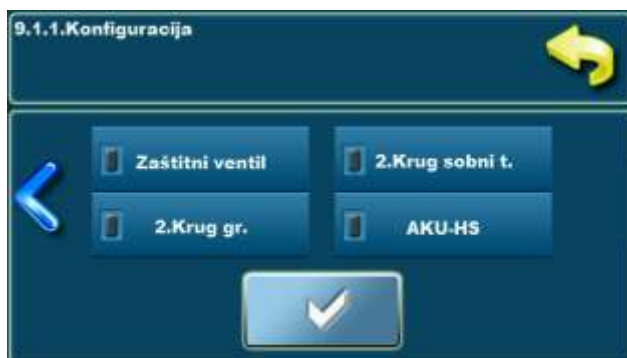 9.1.1.Konfiguracija
Zaštitni ventil
2.Krug sobni t.
2.Krug gr.
AKU-HS